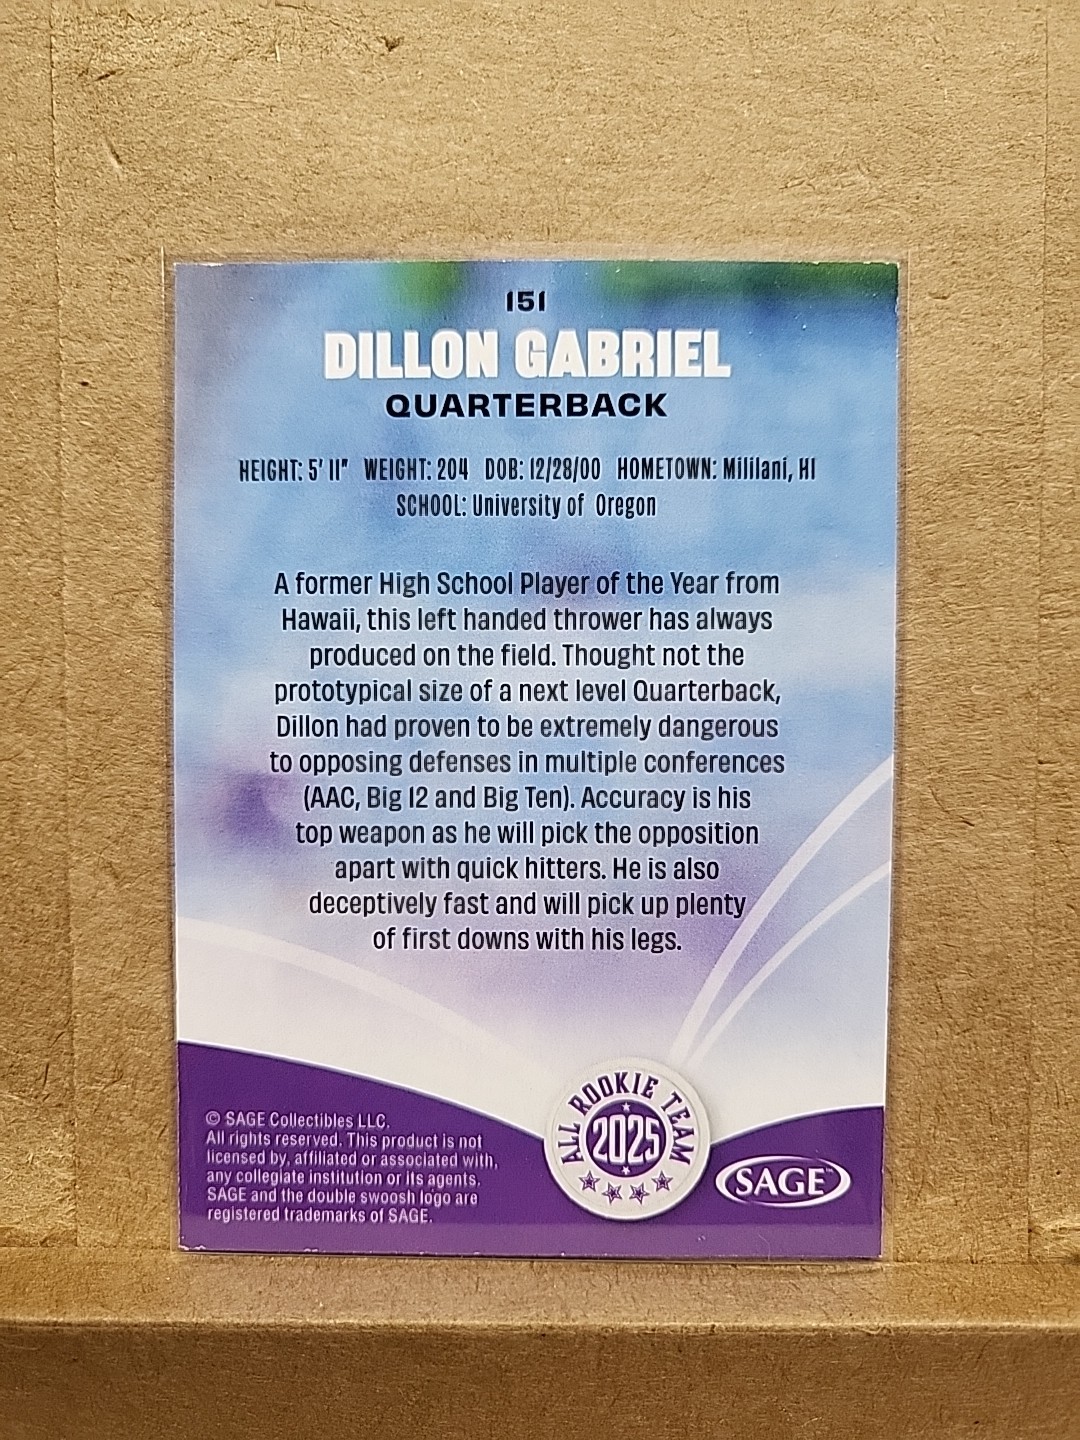 151
DILLON GABRIEL
QUARTERBACK
HEIGHT: 5' 11" WEIGHT: 204 DOB: 12/28/00 HOMETOWN: Mililani, HI
SCHOOL: University of Oregon
A former High School Player of the Year from
Hawaii, this left handed thrower has always
produced on the field. Thought not the
prototypical size of a next level Quarterback,
Dillon had proven to be extremely dangerous
to opposing defenses in multiple conferences
(AAC, Big 12 and Big Ten). Accuracy is his
top weapon as he will pick the opposition
apart with quick hitters. He is also
deceptively fast and will pick up plenty
of first downs with his legs.
© SAGE Collectibles LLC.
All rights reserved. This product is not
licensed by, affiliated or associated with,
any collegiate institution or its agents.
SAGE and the double swoosh logo are
registered trademarks of SAGE.
ALL ROOKIE TEAM
2025
SAGE™